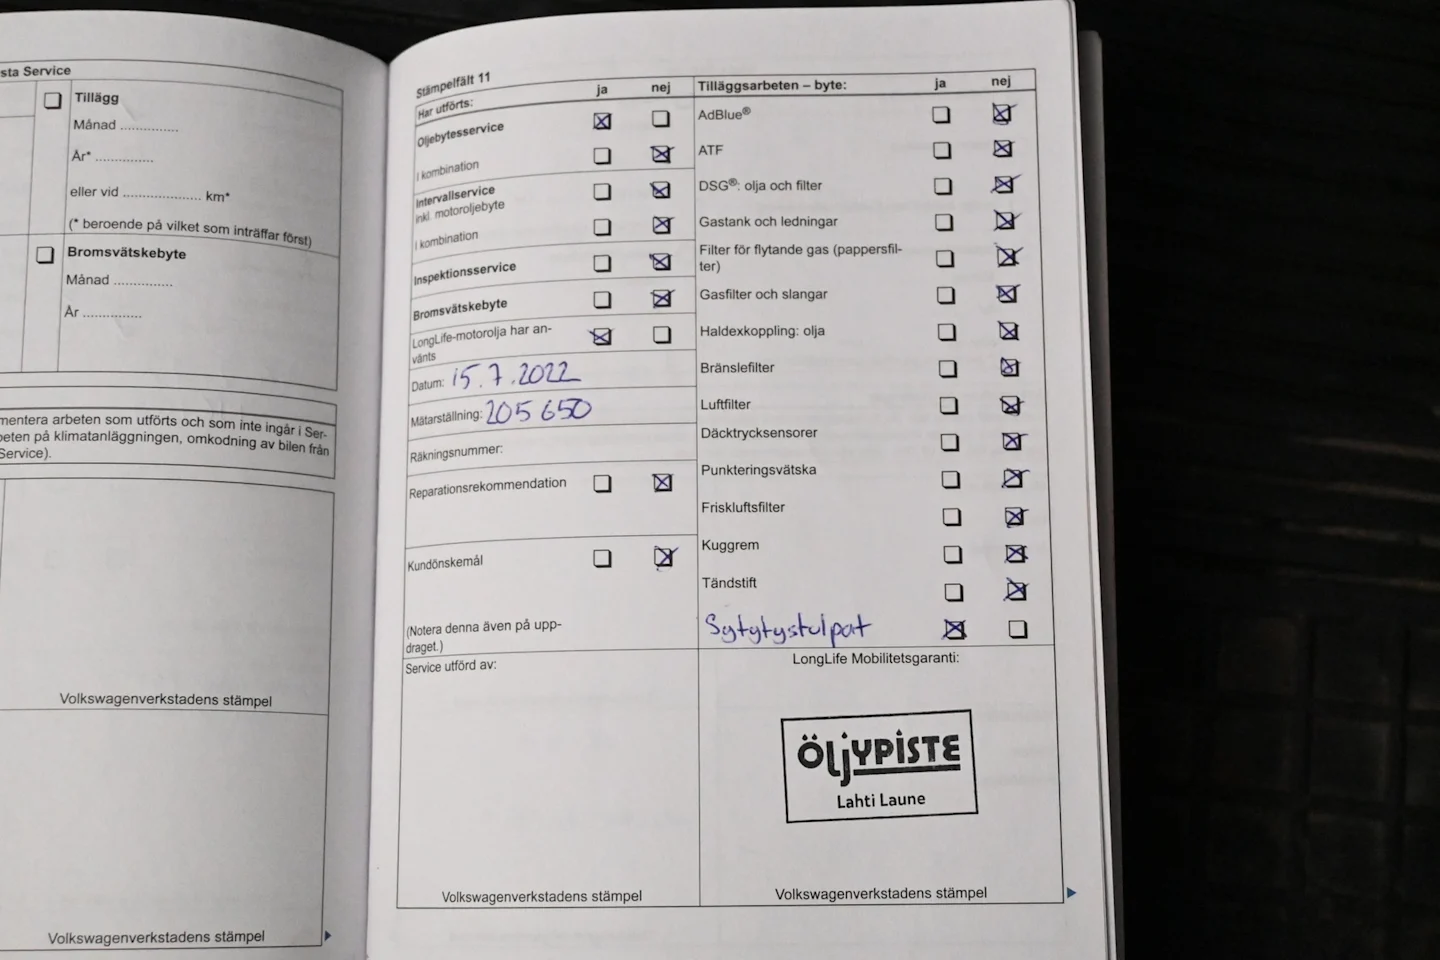 sta Service
Tillägg
Månad ..............
År* ..............
eller vid ................... km*
(* beroende på vilket som inträffar först)
Bromsvätskebyte
Månad ..............
År ..............
mentera arbeten som utförts och som inte ingår i Ser-
beten på klimatanläggningen, omkodning av bilen från
Service).
Volkswagenverkstadens stämpel
Volkswagenverkstadens stämpel
Stämpelfält 11
Har utförts: ja nej
Oljebytesservice
I kombination
Intervallservice
inkl. motoroljebyte
I kombination
Inspektionsservice
Bromsvätskebyte
LongLife-motorolja har an-
vänts
Datum: 15.7.2022
Mätarställning: 205 650
Räkningsnummer:
Reparationsrekommendation
Kundönskemål
(Notera denna även på upp-
draget.)
Service utförd av:
Volkswagenverkstadens stämpel
Tilläggsarbeten – byte: ja nej
AdBlue®
ATF
DSG®: olja och filter
Gastank och ledningar
Filter för flytande gas (pappersfil-
ter)
Gasfilter och slangar
Haldexkoppling: olja
Bränslefilter
Luftfilter
Däcktrycksensorer
Punkteringsvätska
Friskluftsfilter
Kuggrem
Tändstift
Sytytystulpat
LongLife Mobilitetsgaranti:
ÖLJYPISTE
Lahti Laune
Volkswagenverkstadens stämpel